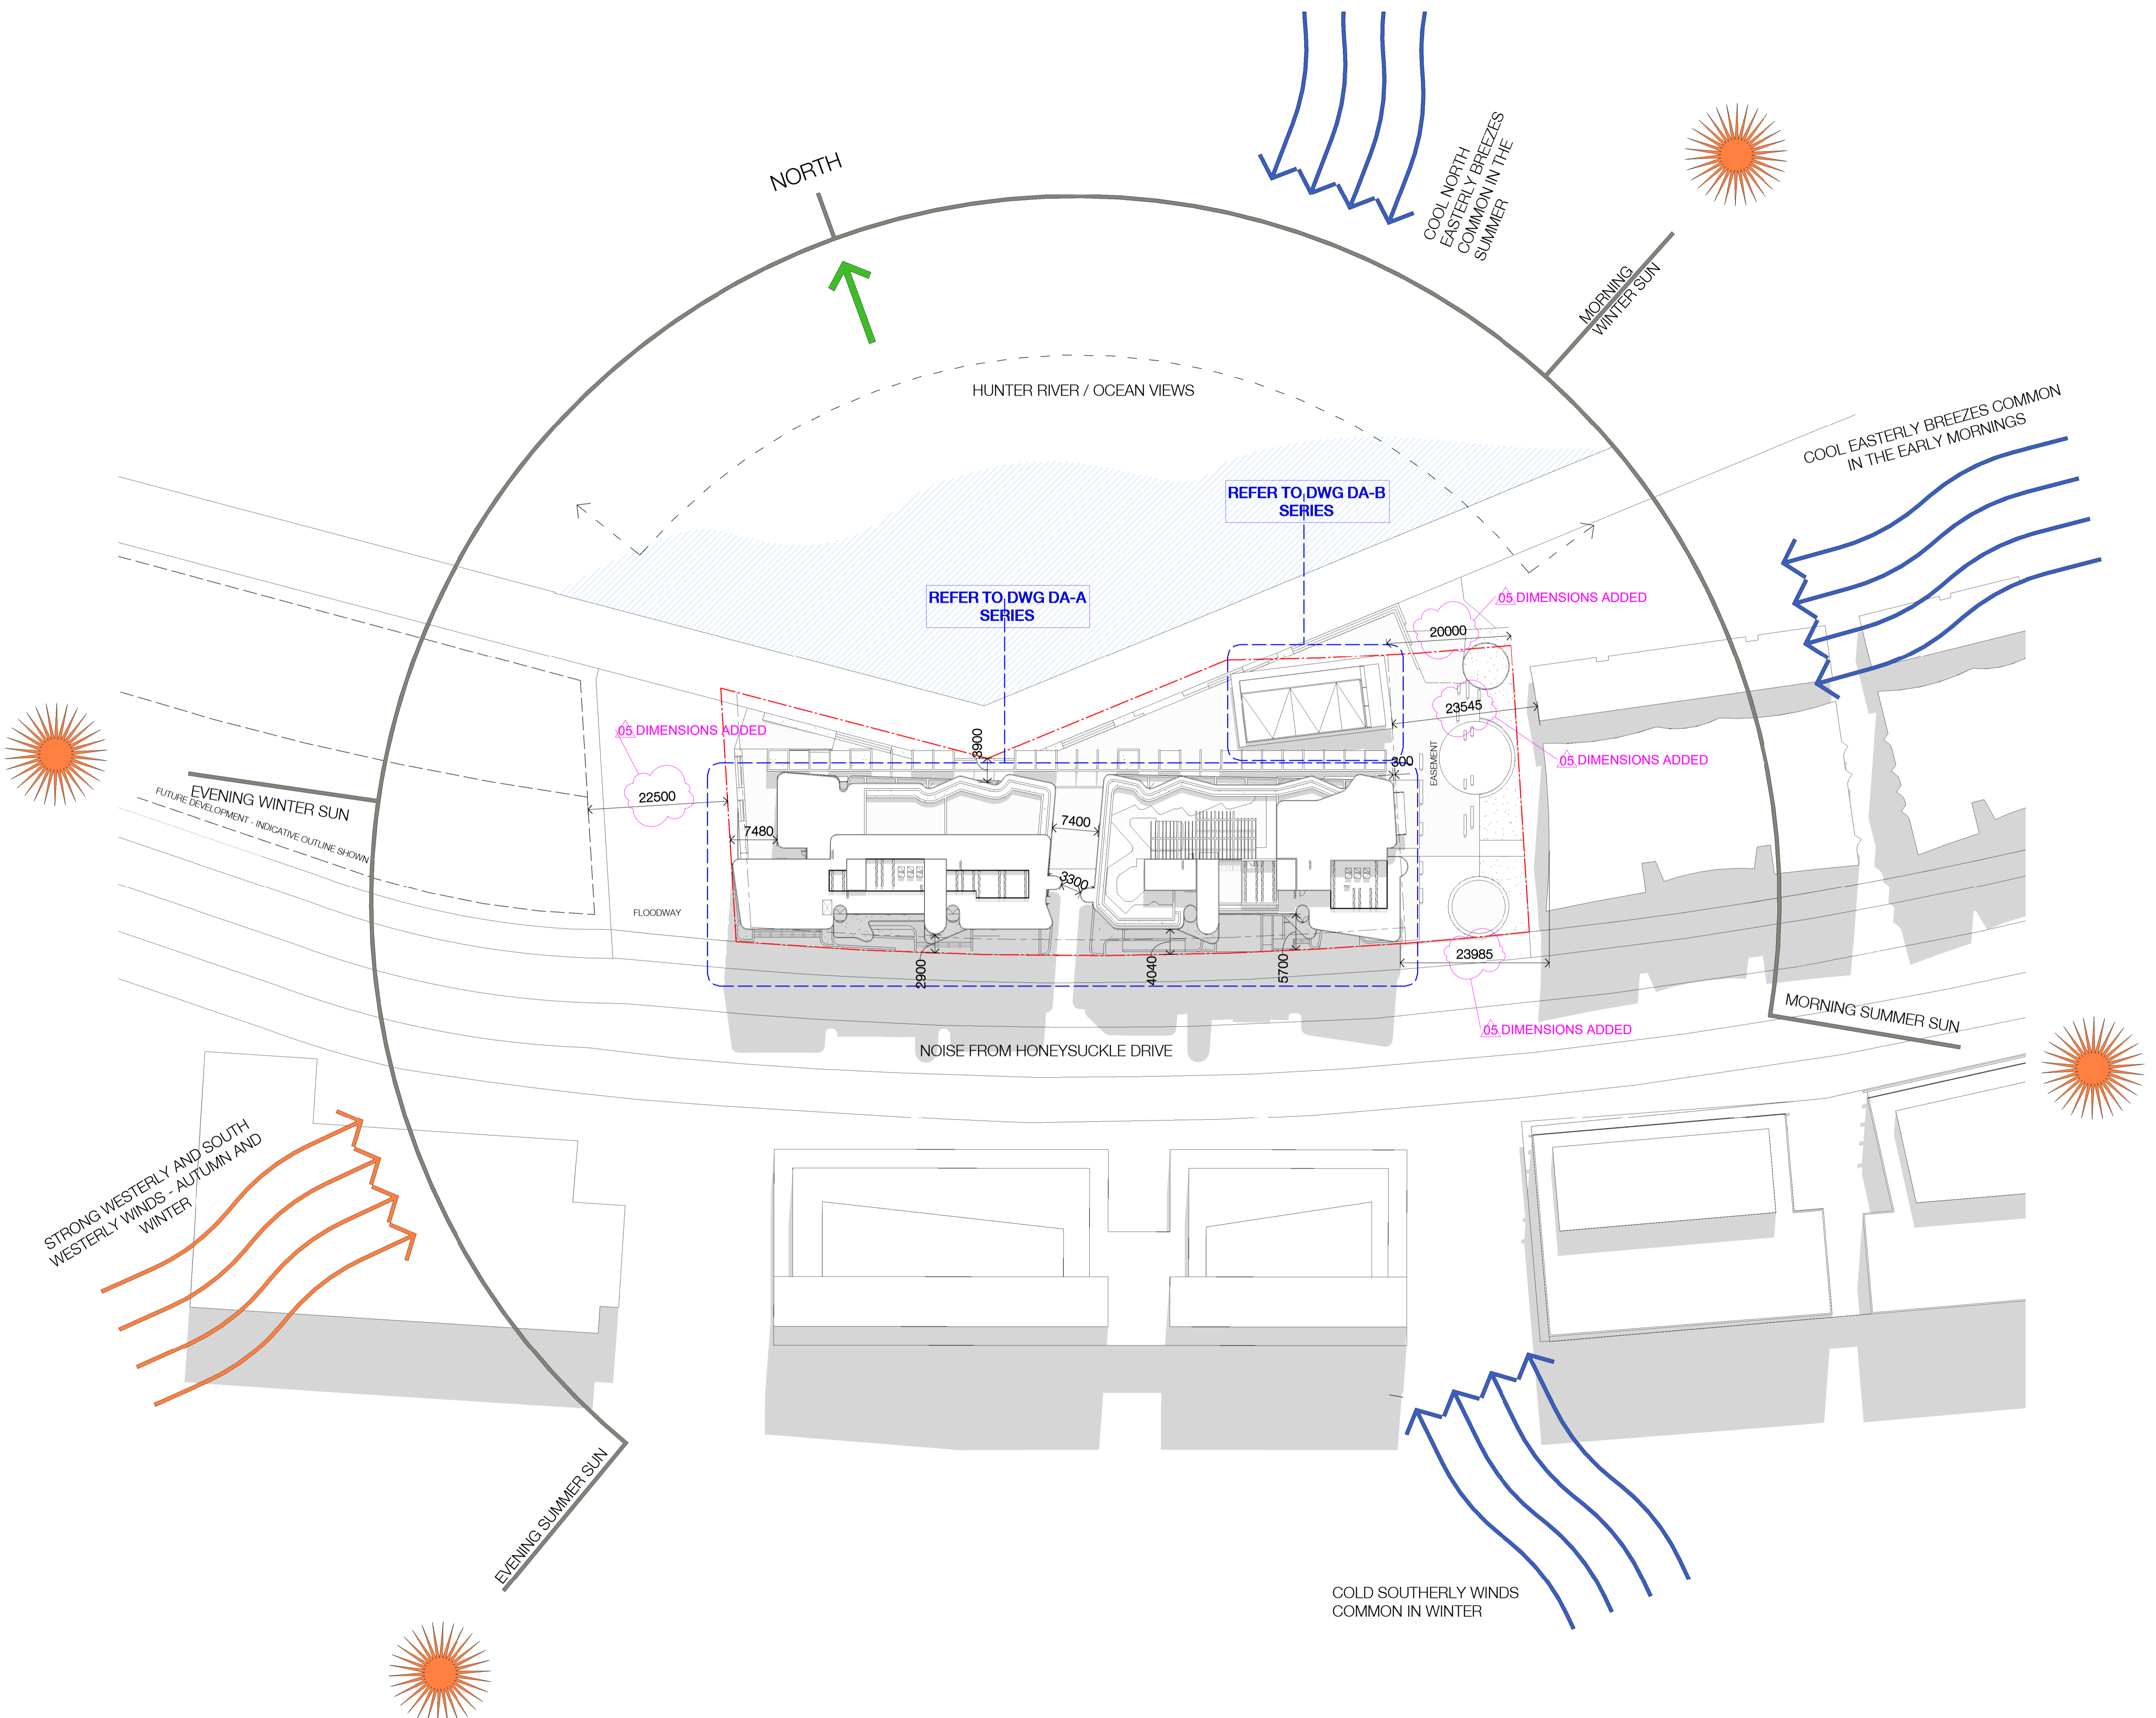 NORTH
COOL NORTH
EASTERLY BREEZES
COMMON IN THE
SUMMER
MORNING
WINTER SUN
HUNTER RIVER / OCEAN VIEWS
COOL EASTERLY BREEZES COMMON
IN THE EARLY MORNINGS
REFER TO DWG DA-B
SERIES
REFER TO DWG DA-A
SERIES
05 DIMENSIONS ADDED
20000
23545
05 DIMENSIONS ADDED
3900
05 DIMENSIONS ADDED
300
EASEMENT
22500
EVENING WINTER SUN
FUTURE DEVELOPMENT - INDICATIVE OUTLINE SHOWN
7480
7400
3300
FLOODWAY
2900
4040
5700
23985
MORNING SUMMER SUN
05 DIMENSIONS ADDED
NOISE FROM HONEYSUCKLE DRIVE
STRONG WESTERLY AND SOUTH
WESTERLY WINDS - AUTUMN AND
WINTER
EVENING SUMMER SUN
COLD SOUTHERLY WINDS
COMMON IN WINTER